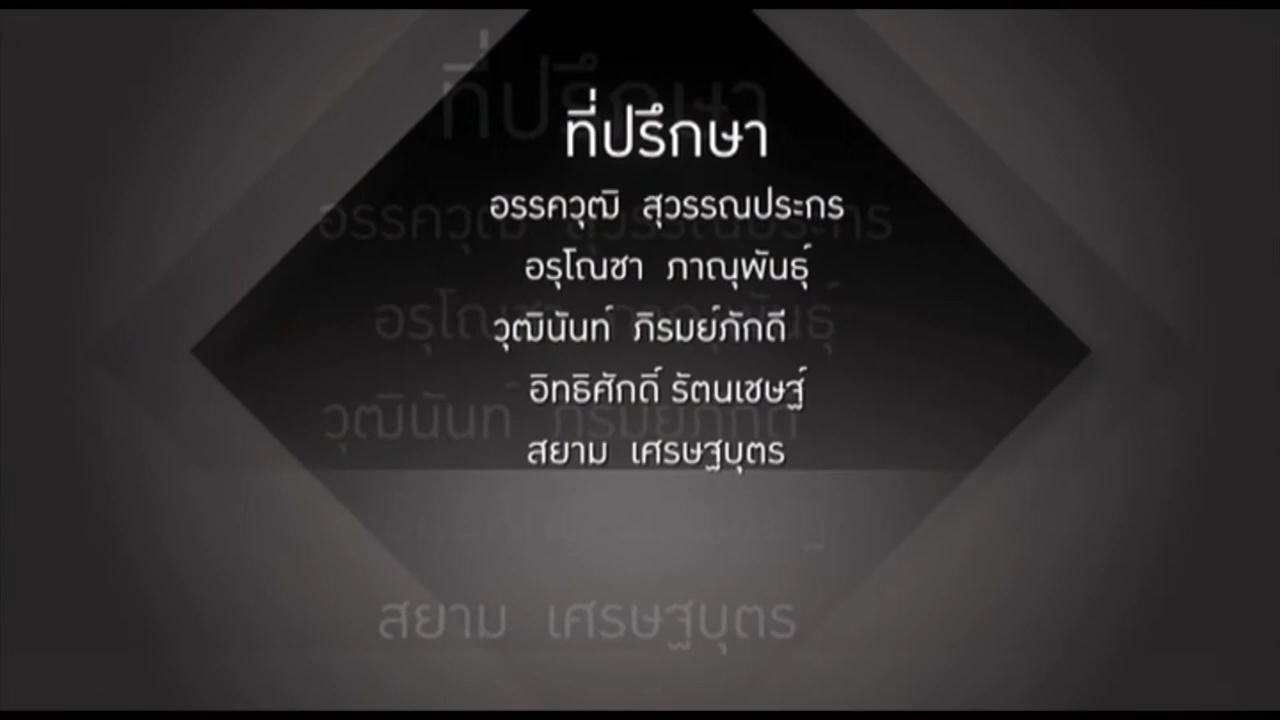 ที่ปรึกษา
อรรควุฒิ สุวรรณประกร
อรุโณชา ภาณุพันธุ์
วุฒินันท์ ภิรมย์ภักดี
อิทธิศักดิ์ รัตนเชษฐ์
สยาม เศรษฐบุตร